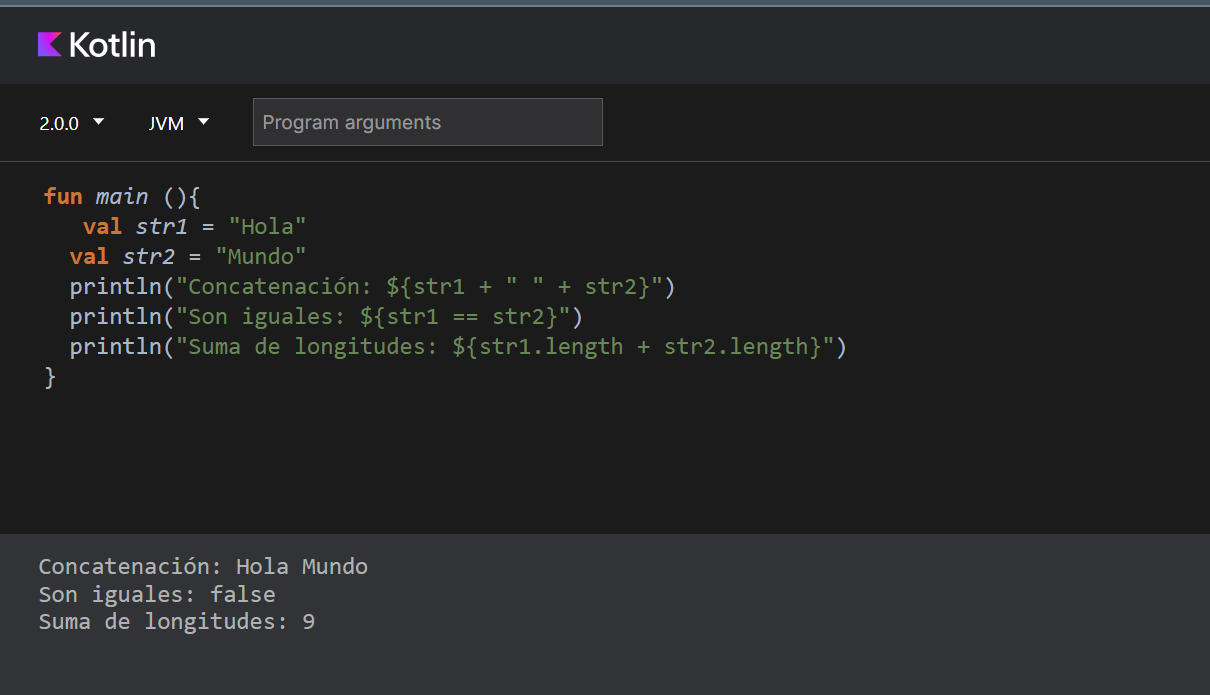 Kotlin
2.0.0 JVM Program arguments
fun main (){
   val str1 = "Hola"
  val str2 = "Mundo"
  println("Concatenación: ${str1 + " " + str2}")
  println("Son iguales: ${str1 == str2}")
  println("Suma de longitudes: ${str1.length + str2.length}")
}
Concatenación: Hola Mundo
Son iguales: false
Suma de longitudes: 9